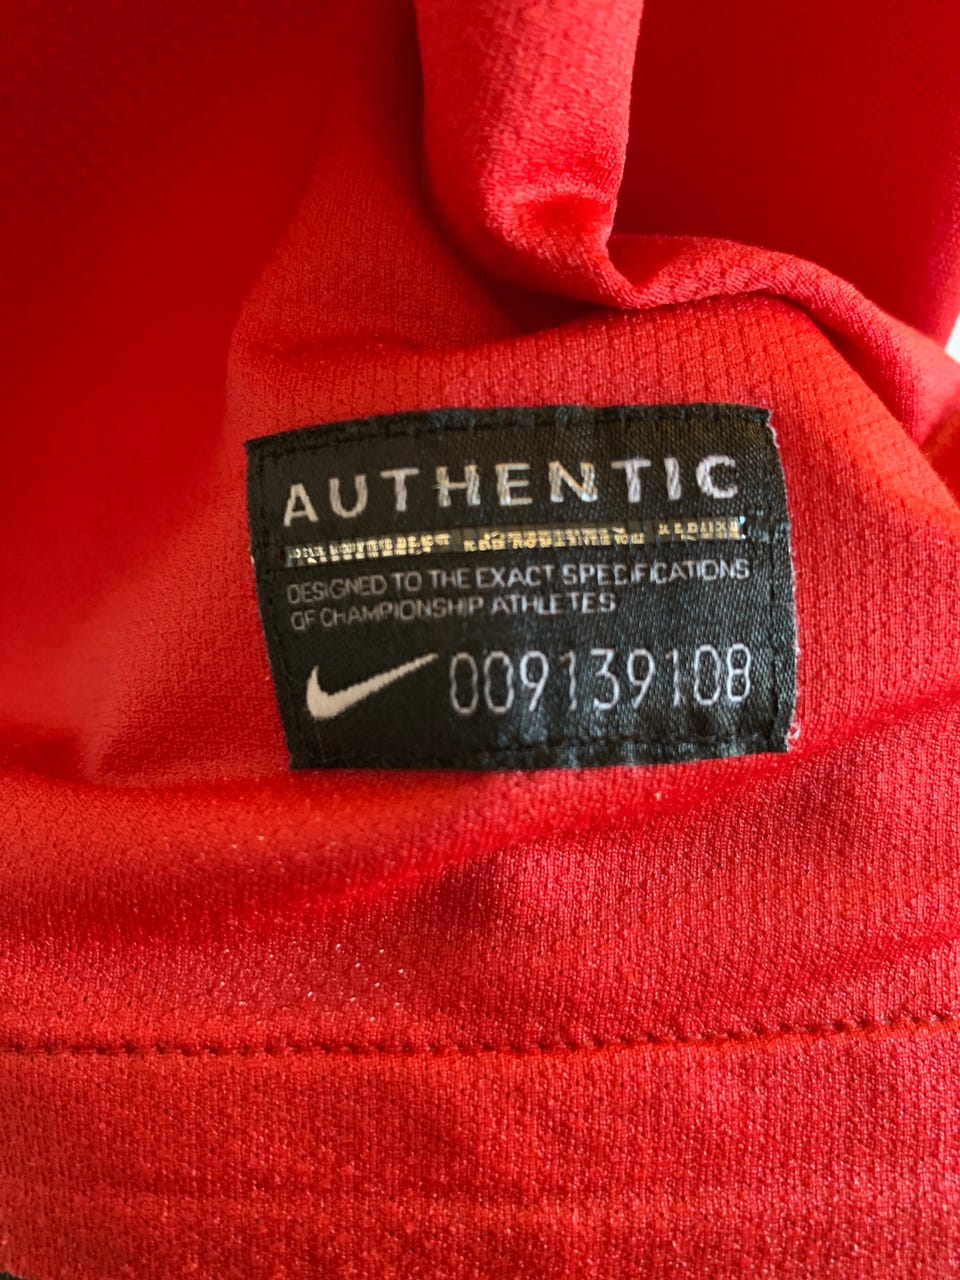 AUTHENTIC
DESIGNED TO THE EXACT SPECIFICATIONS
OF CHAMPIONSHIP ATHLETES
009139108